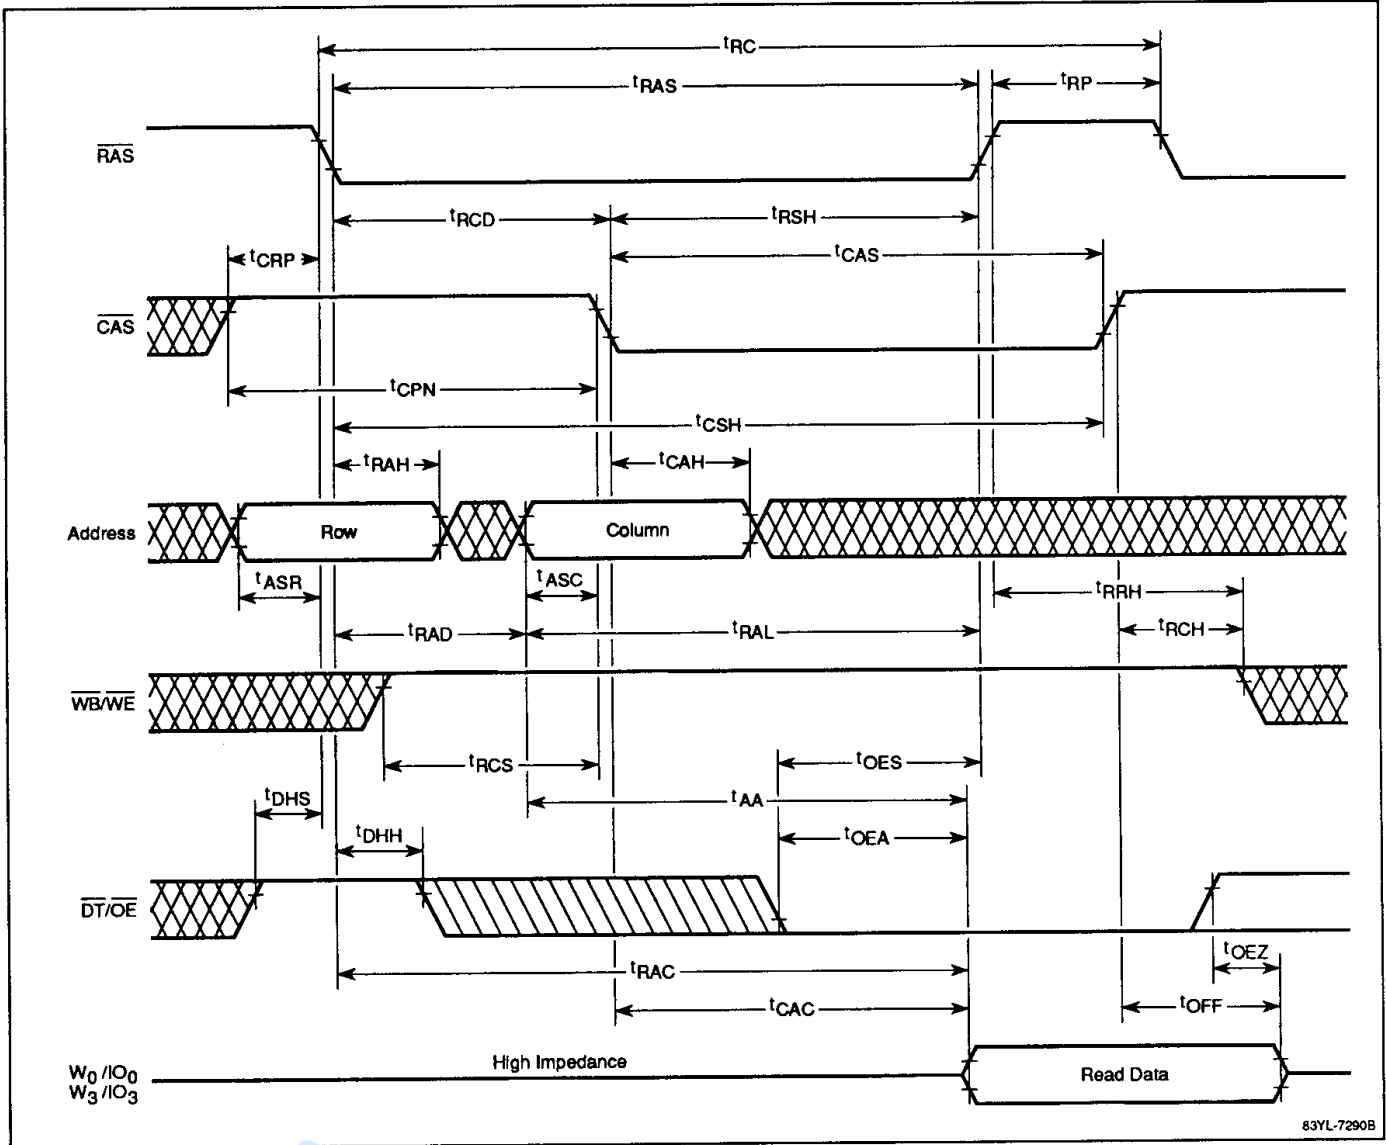 tRC
tRAS
tRP
RAS
tRCD
tRSH
tCRP
tCAS
CAS
tCPN
tCSH
tRAH
tCAH
Address
Row
Column
tASR
tASC
tRRH
tRAD
tRAL
tRCH
WB/WE
tRCS
tOES
tDHS
tAA
tDHH
tOEA
DT/OE
tRAC
tOEZ
tCAC
tOFF
High Impedance
W0/IO0
W3/IO3
Read Data
83YL-7290B